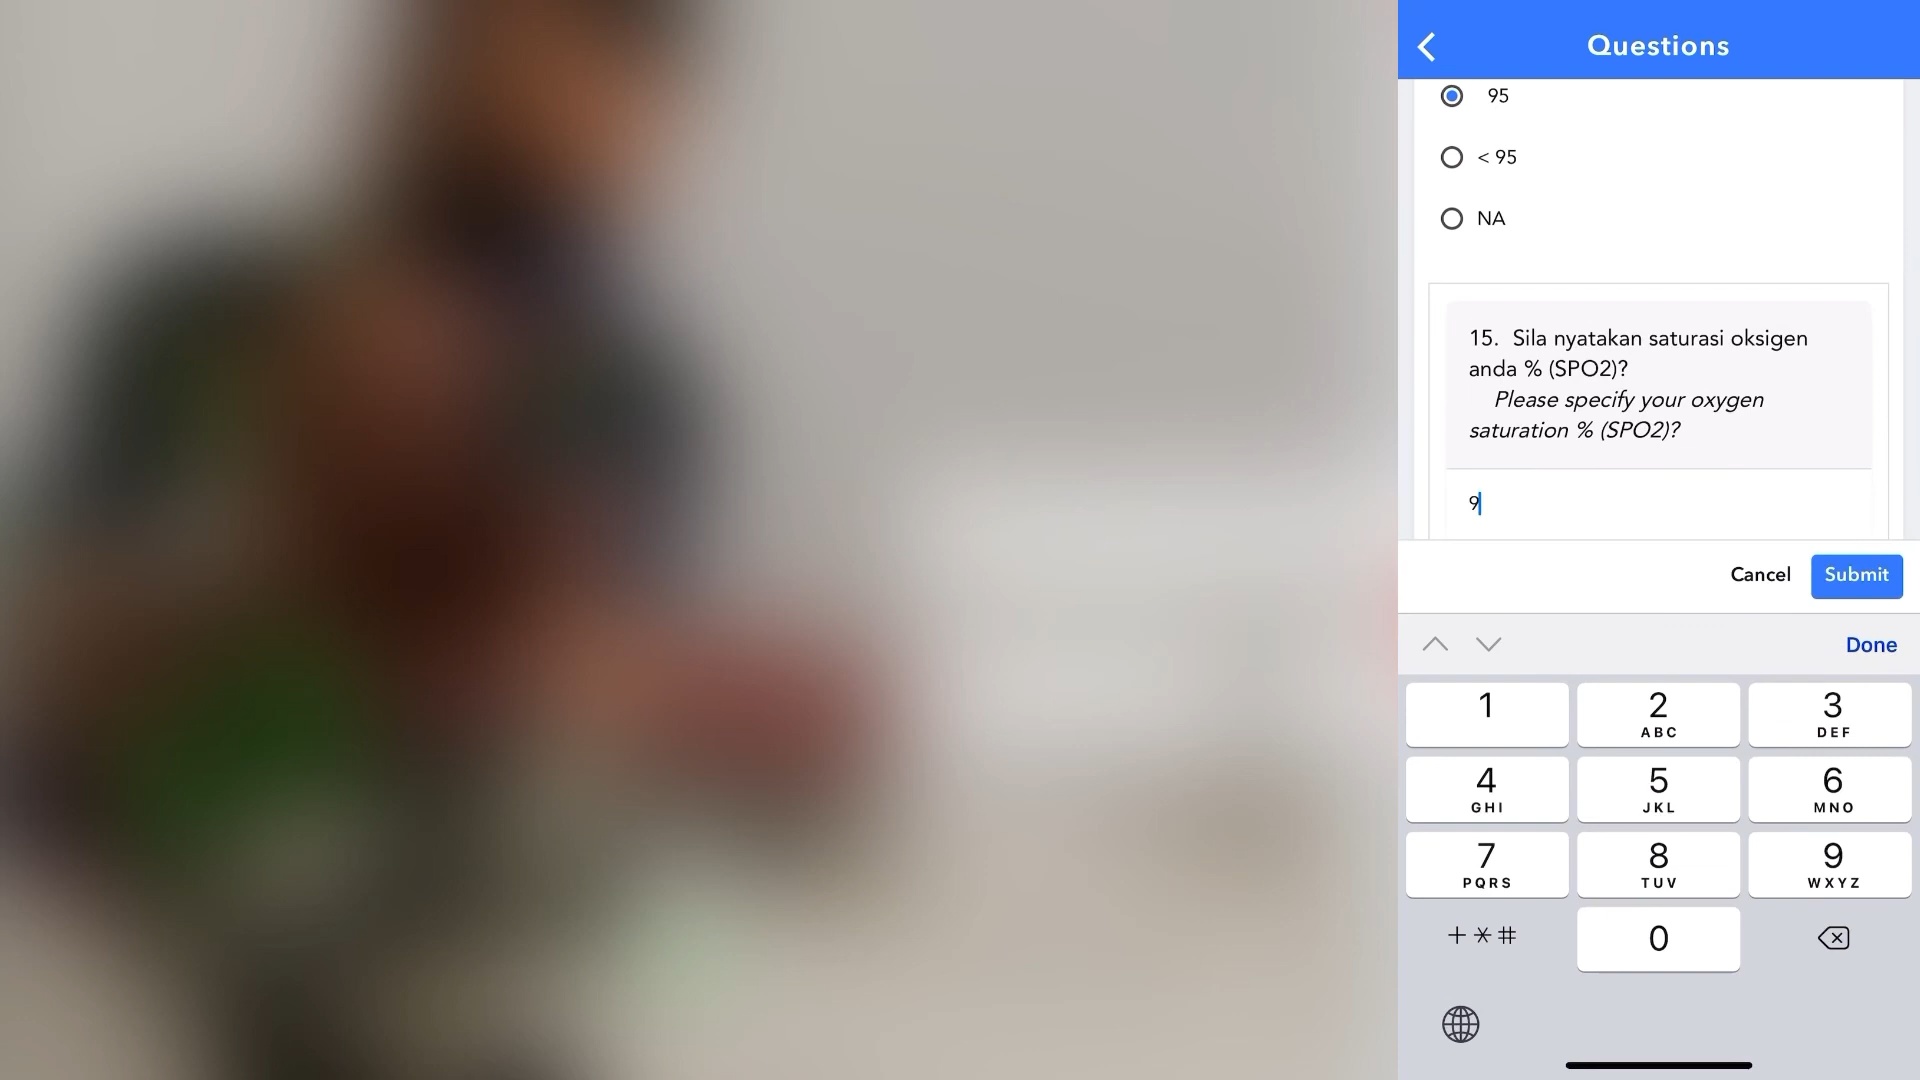 Questions
95
< 95
NA
15. Sila nyatakan saturasi oksigen
anda % (SPO2)?
Please specify your oxygen
saturation % (SPO2)?
9
Cancel Submit
Done
1 2 3
ABC DEF
4 5 6
GHI JKL MNO
7 8 9
PQRS TUV WXYZ
+*# 0